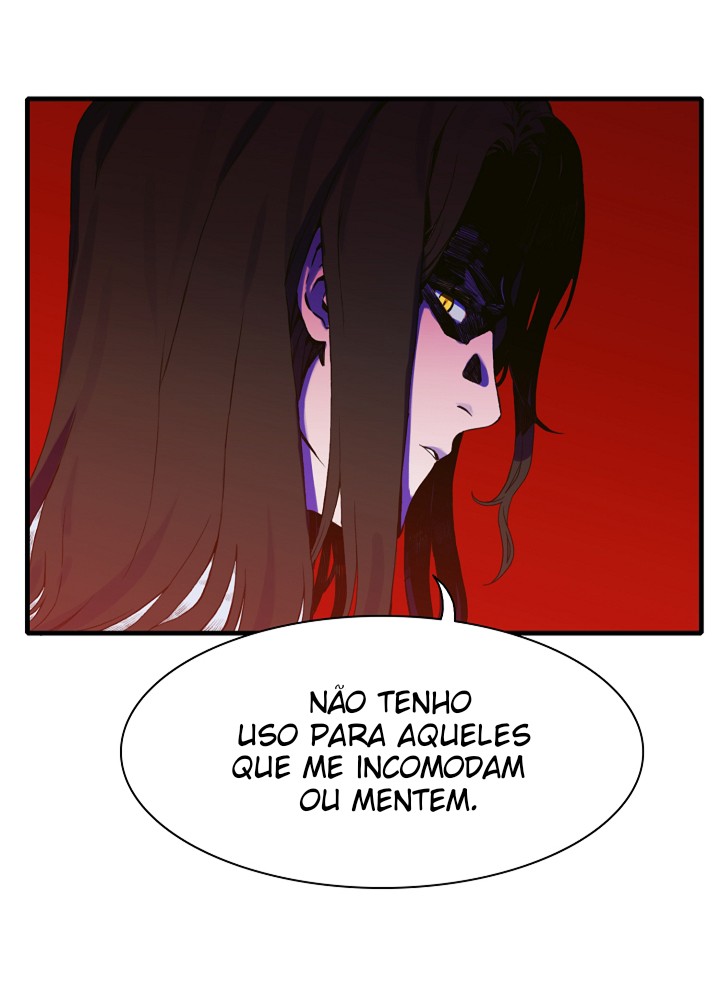 NÃO TENHO
USO PARA AQUELES
QUE ME INCOMODAM
OU MENTEM.